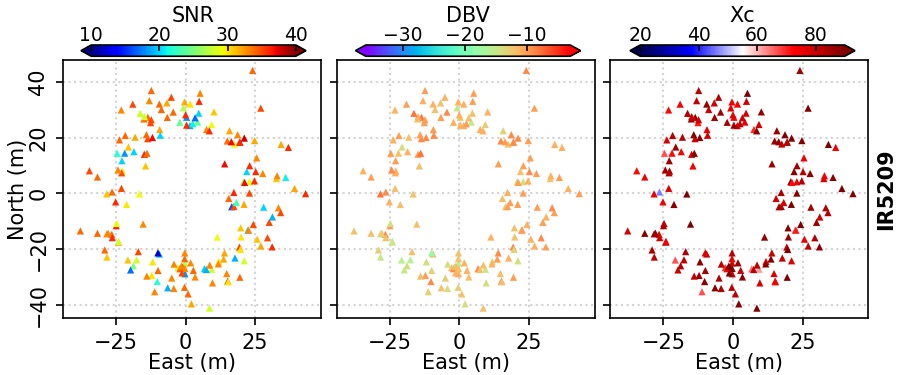 SNR DBV Xc
10 20 30 40 −30 −20 −10 20 40 60 80
40
20
0
−20
−40
North (m)
−25 0 25 −25 0 25 −25 0 25
East (m) East (m) East (m)
IR5209